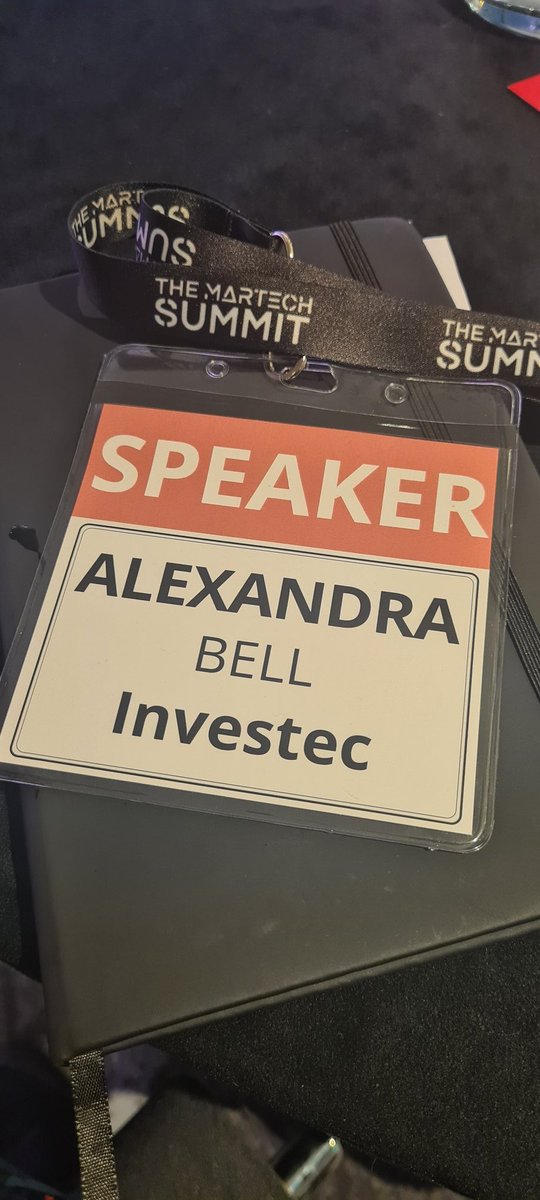 THE MARTECH
SUMMIT
THE MARTECH
SUMMIT
SPEAKER
ALEXANDRA
BELL
Investec